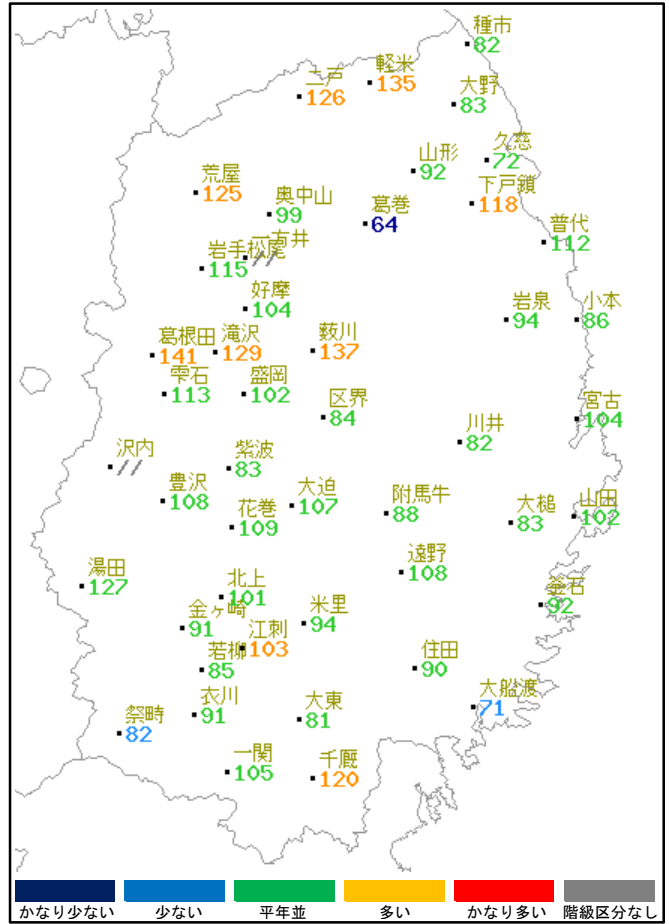 種市
82
軽米
135
二戸
126
大野
83
久慈
72
山形
92
荒屋
125
下戸鎖
118
奥中山
99
葛巻
64
普代
112
一方井
//
岩手松尾
115
好摩
104
岩泉
94
小本
86
葛根田
141
滝沢
129
薮川
137
雫石
113
盛岡
102
区界
84
宮古
104
川井
82
沢内
//
紫波
83
豊沢
108
大迫
107
附馬牛
88
大槌
83
山田
102
花巻
109
湯田
127
遠野
108
北上
101
釜石
92
金ヶ崎
91
米里
94
江刺
103
若柳
85
住田
90
衣川
91
大東
81
大船渡
71
祭畤
82
一関
105
千厩
120
かなり少ない
少ない
平年並
多い
かなり多い
階級区分なし